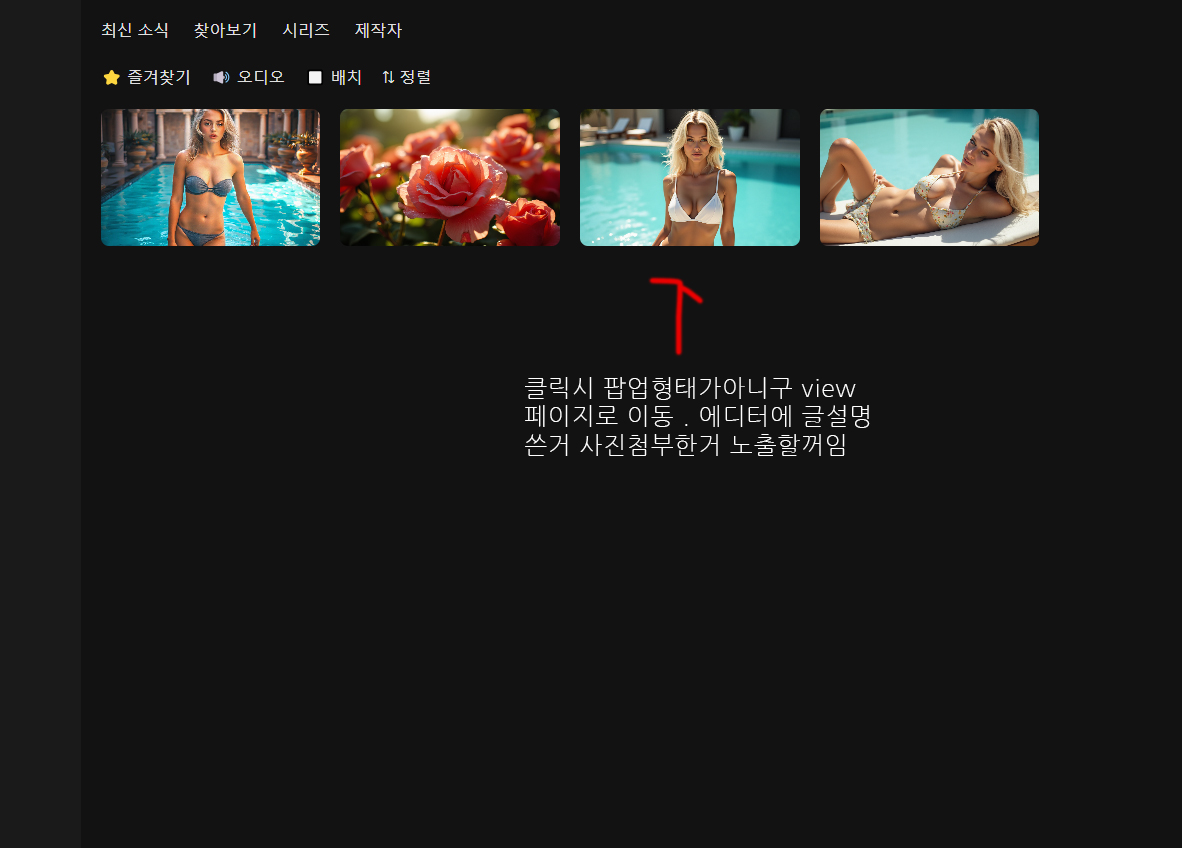 최신 소식 찾아보기 시리즈 제작자
즐겨찾기 오디오 배치 정렬
클릭시 팝업형태가아니구 view
페이지로 이동 . 에디터에 글설명
쓴거 사진첨부한거 노출할꺼임